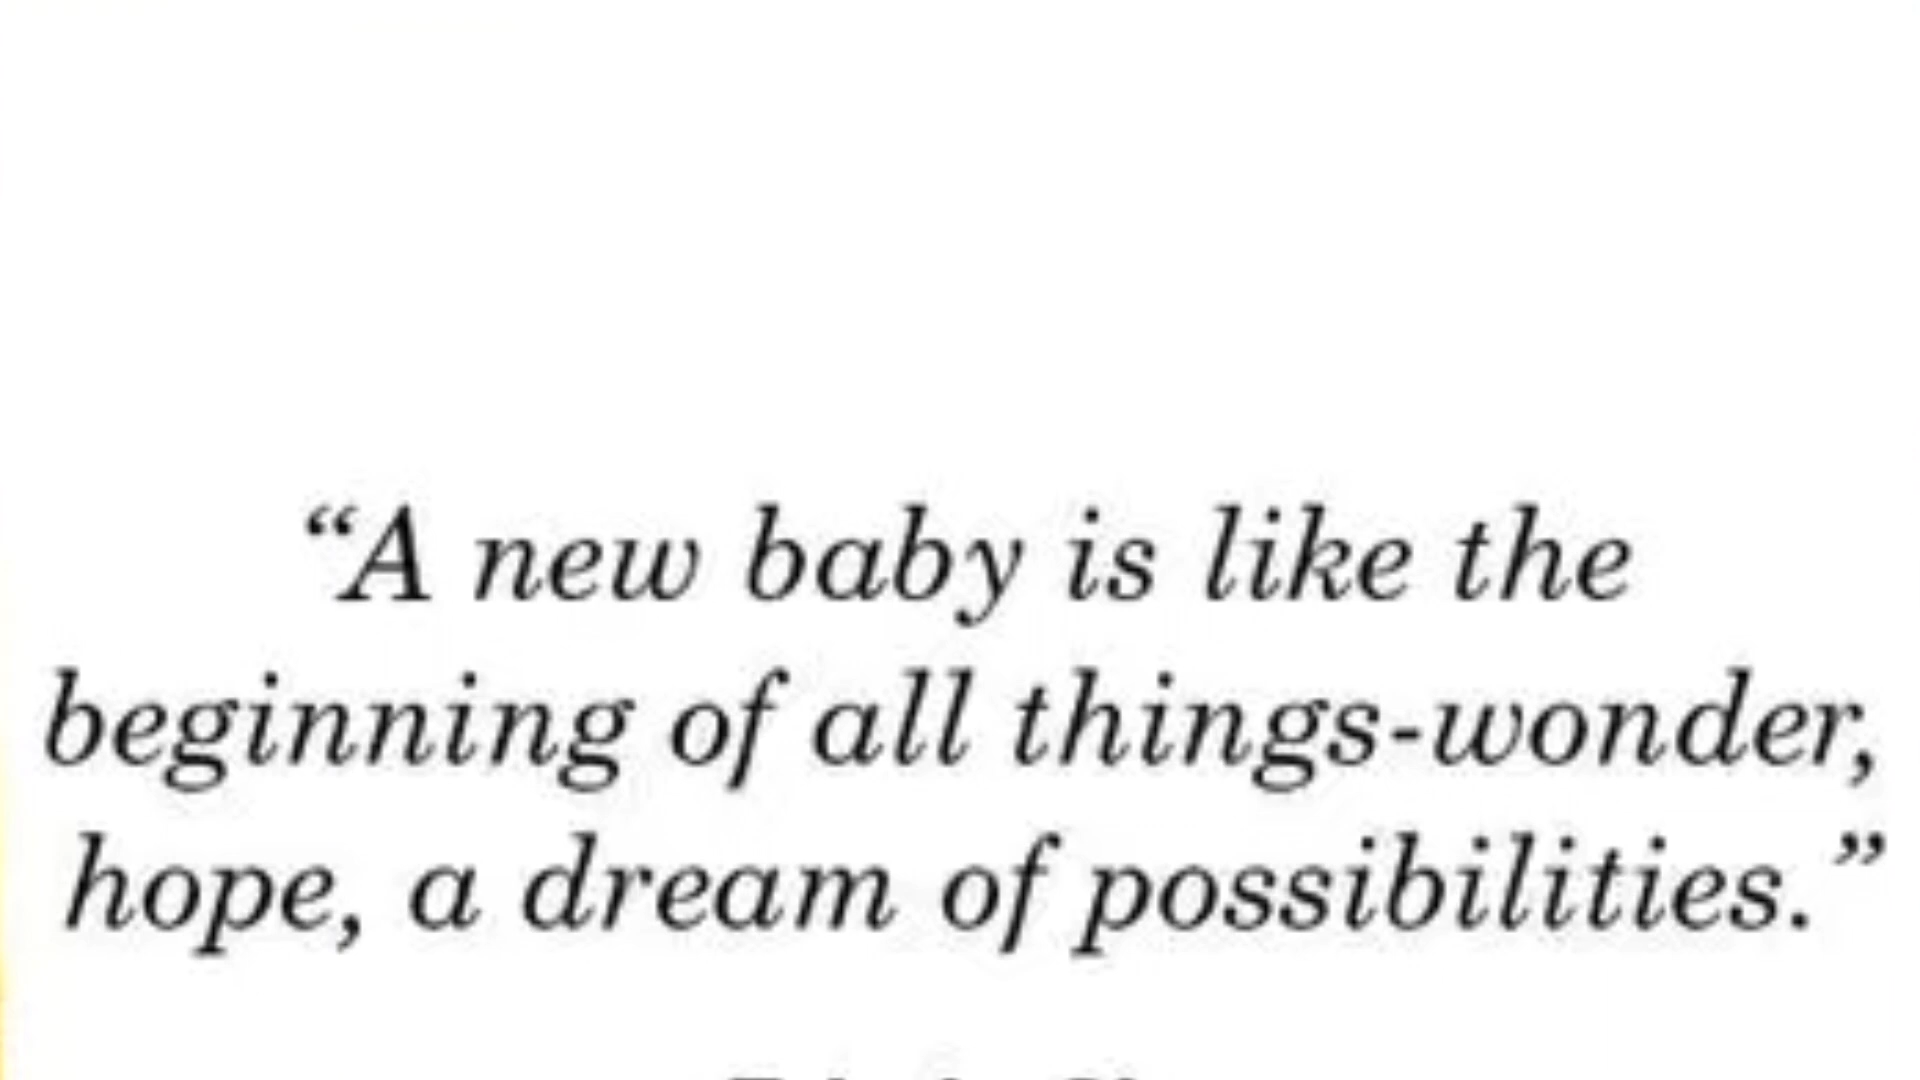 “A new baby is like the
beginning of all things-wonder,
hope, a dream of possibilities.”